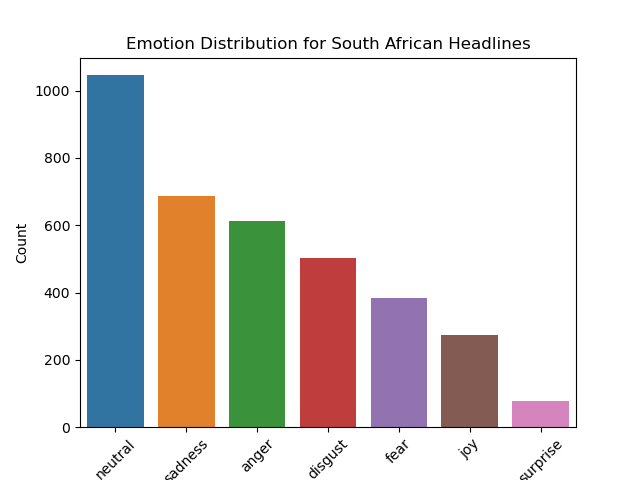 Emotion Distribution for South African Headlines
1000
800
600
400
200
0
Count
neutral
sadness
anger
disgust
fear
joy
surprise